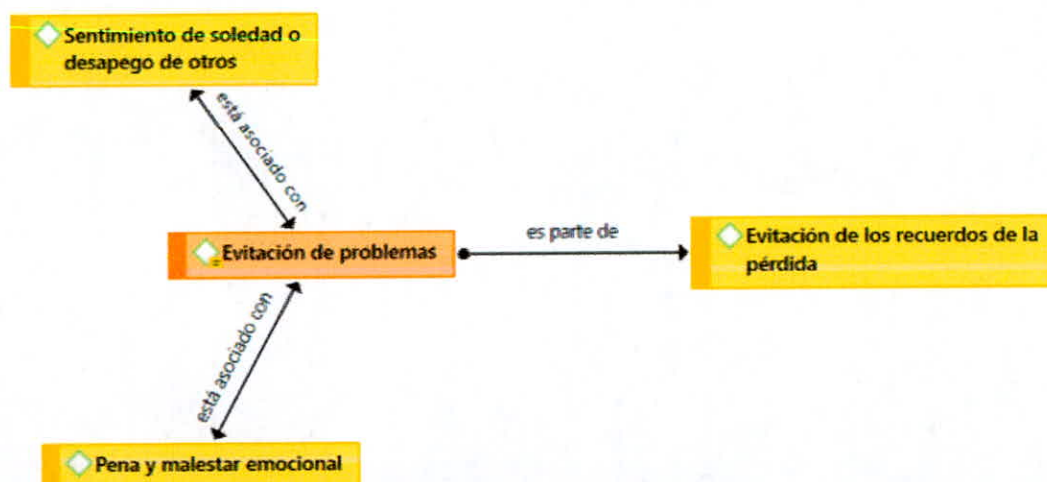 Sentimiento de soledad o
desapego de otros
está asociado con
Evitación de problemas
es parte de
Evitación de los recuerdos de la
pérdida
está asociado con
Pena y malestar emocional